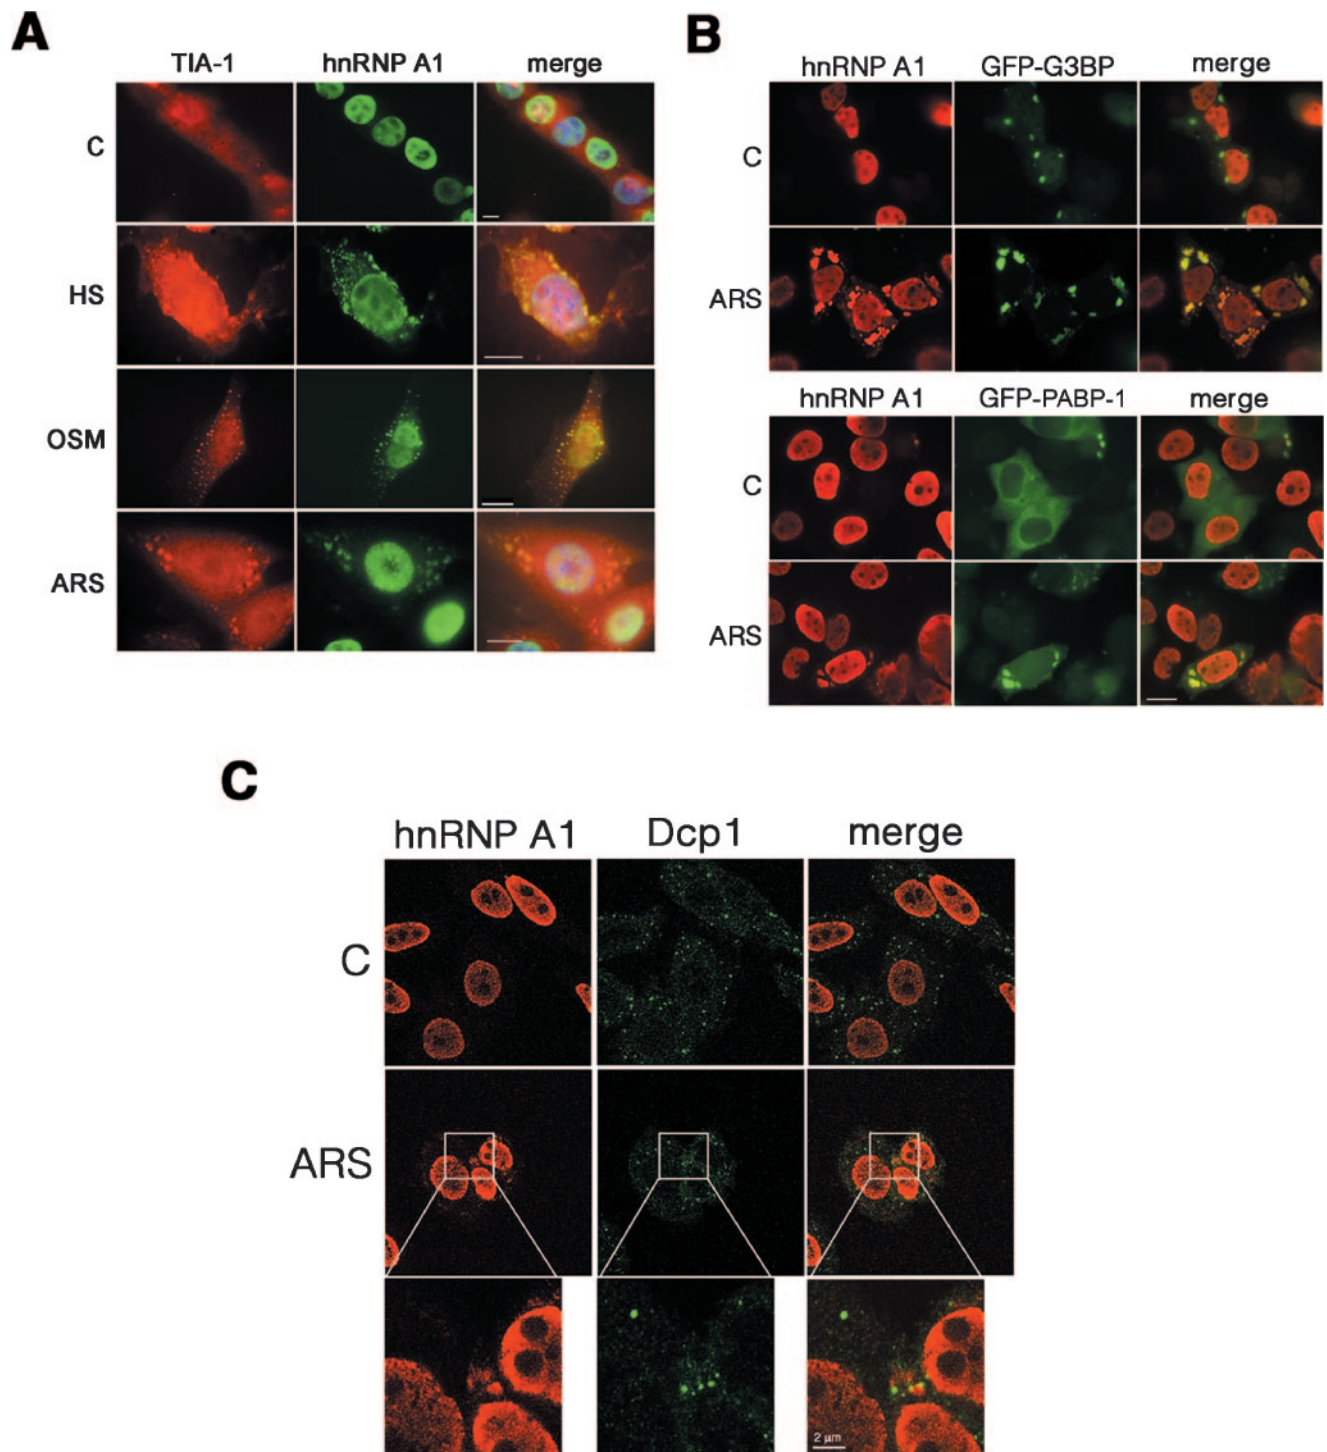 A
B
TIA-1 hnRNP A1 merge
C
HS
OSM
ARS
hnRNP A1 GFP-G3BP merge
C
ARS
hnRNP A1 GFP-PABP-1 merge
C
ARS
C
hnRNP A1 Dcp1 merge
C
ARS
2 μm